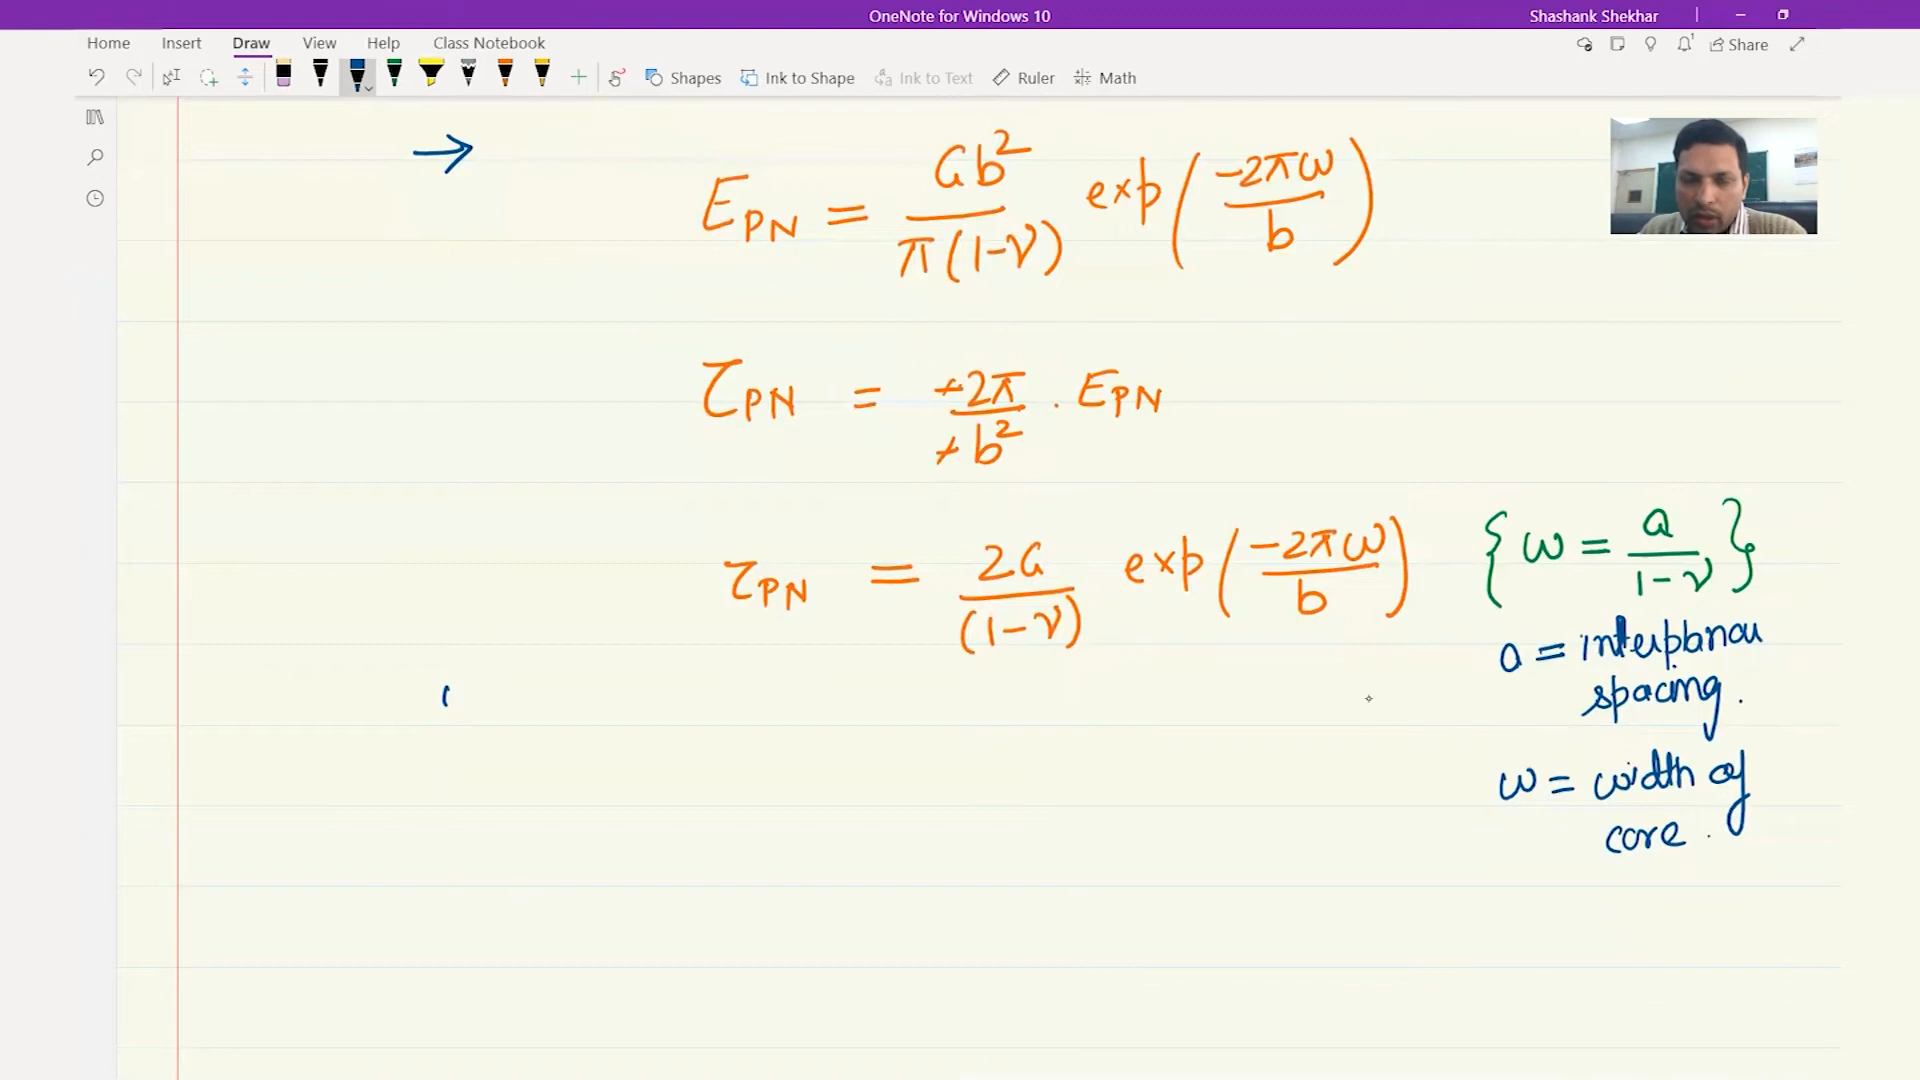 OneNote for Windows 10
Shashank Shekhar
Home Insert Draw View Help Class Notebook
Share
Shapes Ink to Shape Ink to Text Ruler Math
→ E_PN = Gb² / π(1-ν) exp(-2πω / b)
τ_PN = +2π / +b² . E_PN
τ_PN = 2G / (1-ν) exp(-2πω / b) {ω = a / 1-ν}
a = interplanar
spacing.
ω = width of
core.